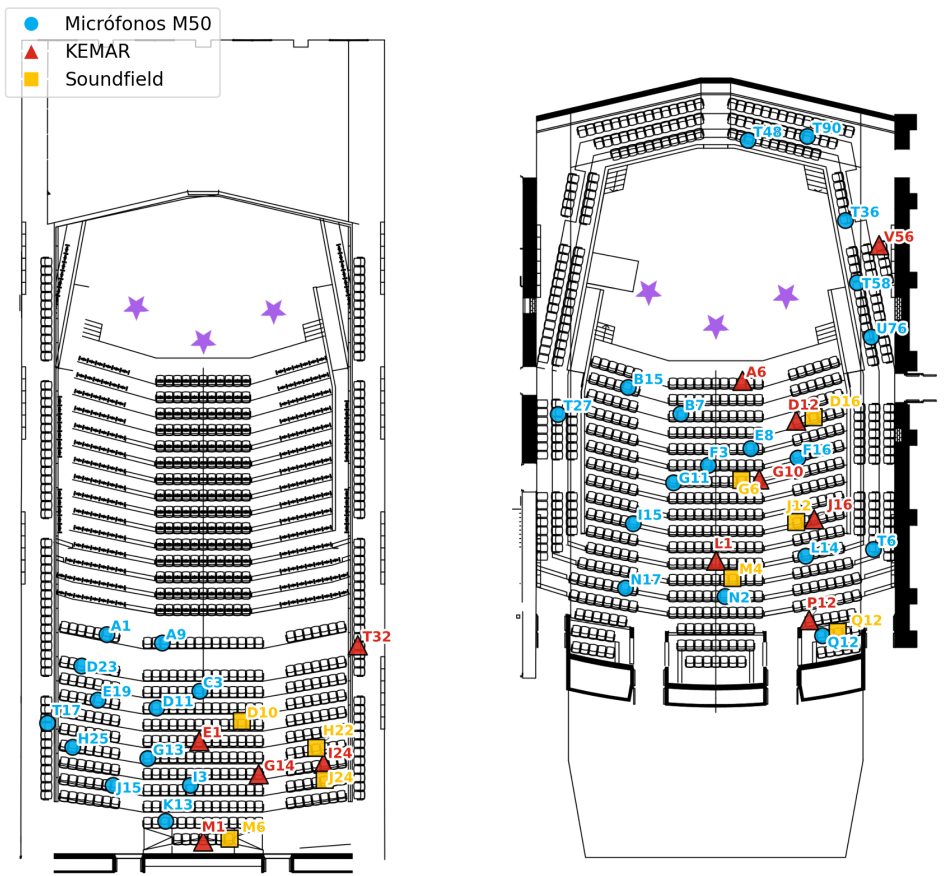 Micrófonos M50
KEMAR
Soundfield
A1
A9
T32
D23
C3
E19
D11
D10
T17
E1
H22
H25
G13
I24
G14
J24
J15
I3
K13
M1
M6
T48
T90
T36
V56
T58
U76
A6
B15
D16
T27
B7
D12
E8
F3
F16
G11
G6
G10
J12
J16
I15
L1
L14
T6
M4
N17
N2
P12
Q12
Q12